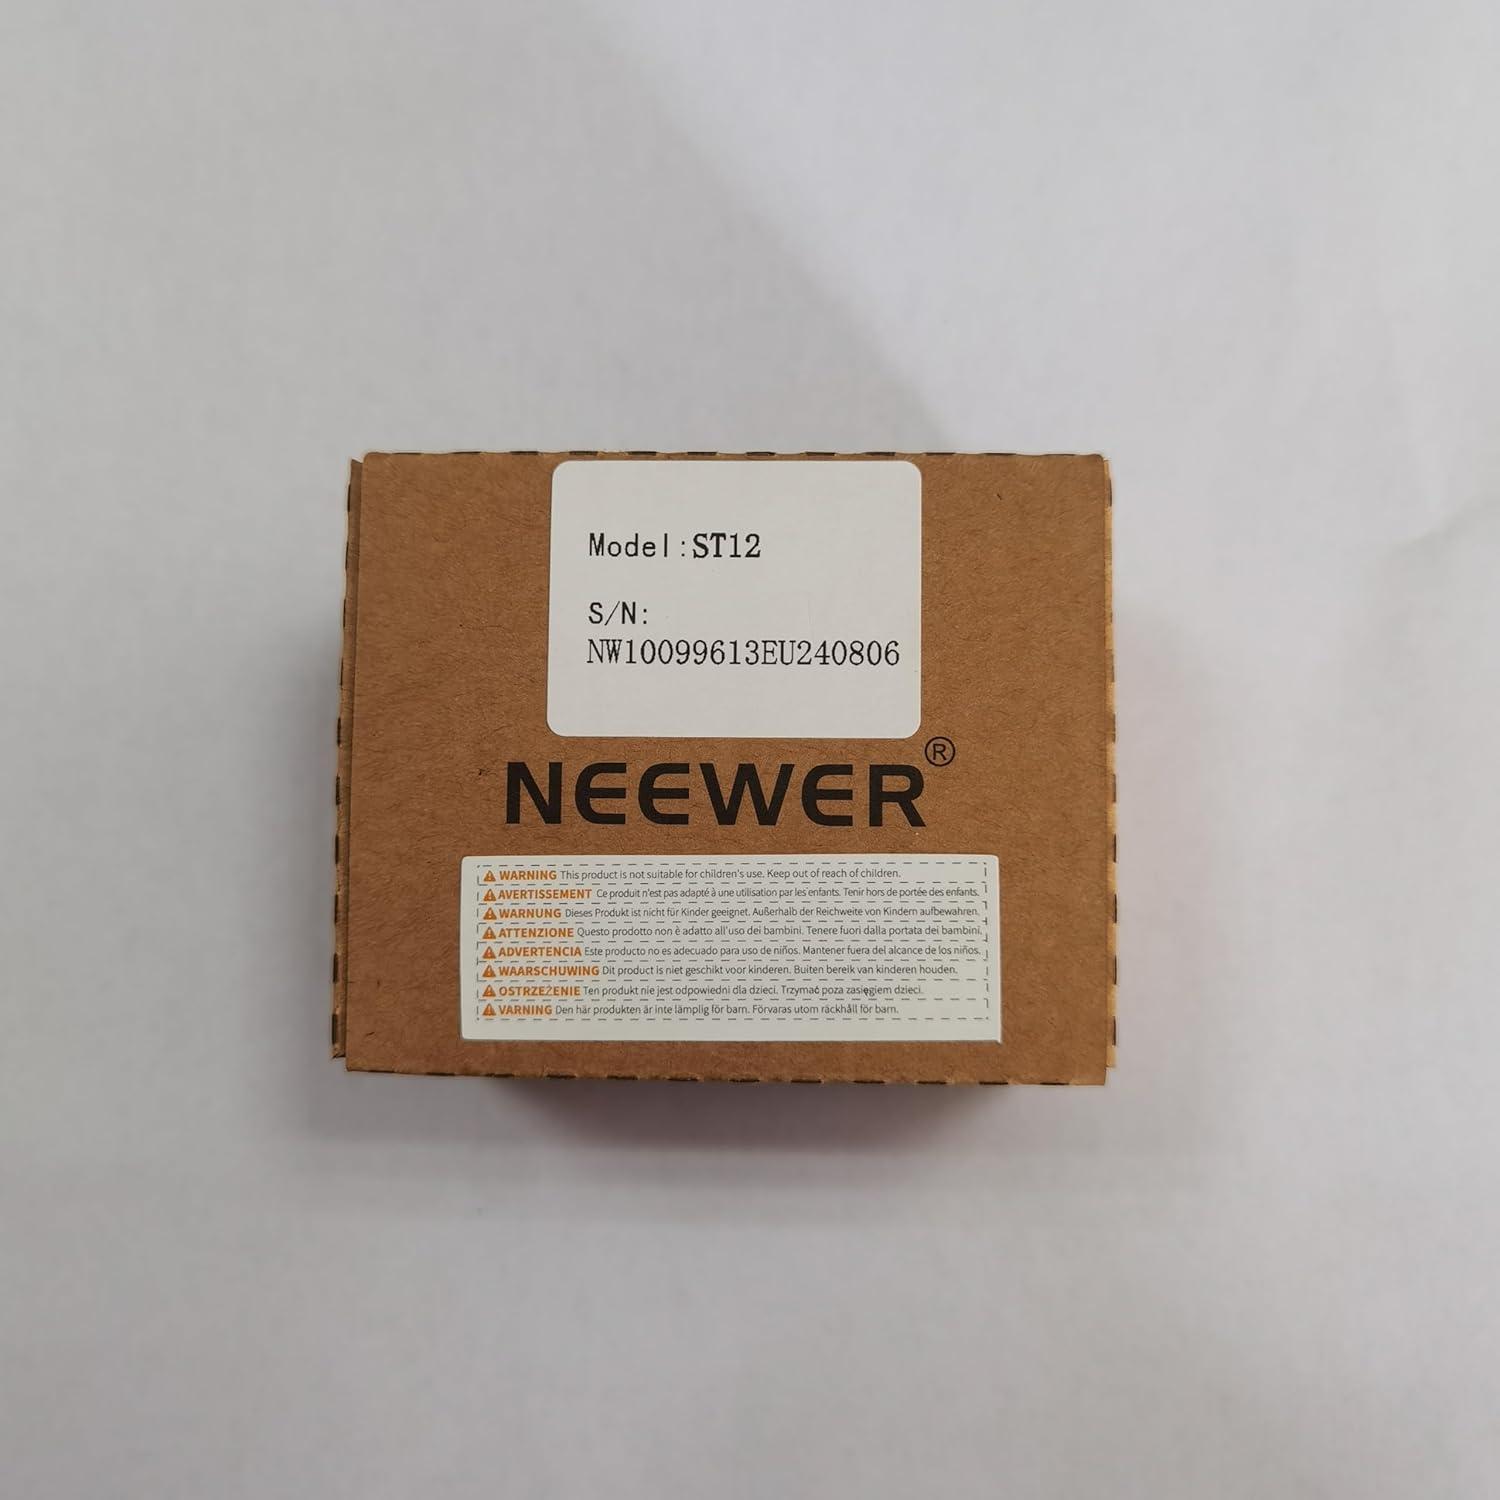 Model:ST12
S/N:
NW10099613EU240806
NEEWER®
WARNING This product is not suitable for children's use. Keep out of reach of children.
AVERTISSEMENT Ce produit n'est pas adapté à une utilisation par les enfants. Tenir hors de portée des enfants.
WARNUNG Dieses Produkt ist nicht für Kinder geeignet. Außerhalb der Reichweite von Kindern aufbewahren.
ATTENZIONE Questo prodotto non è adatto all'uso dei bambini. Tenere fuori dalla portata dei bambini.
ADVERTENCIA Este producto no es adecuado para uso de niños. Mantener fuera del alcance de los niños.
WAARSCHUWING Dit product is niet geschikt voor kinderen. Buiten bereik van kinderen houden.
OSTRZEŻENIE Ten produkt nie jest odpowiedni dla dzieci. Trzymać poza zasięgiem dzieci.
VARNING Den här produkten är inte lämplig för barn. Förvaras utom räckhåll för barn.